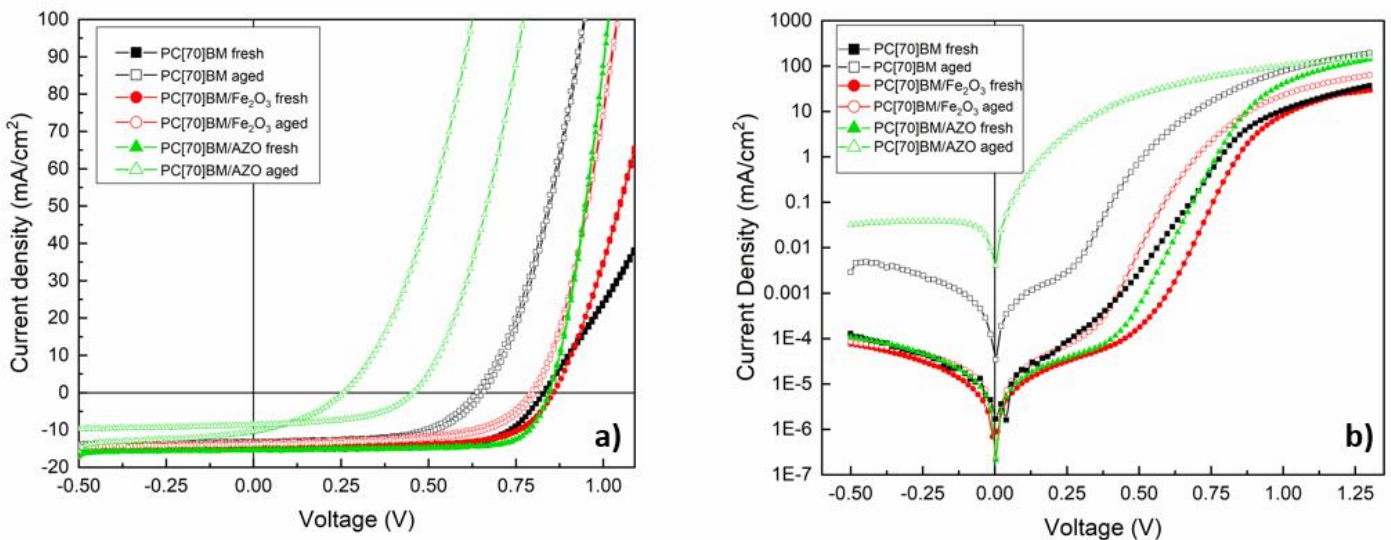 100
90
80
70
60
50
40
30
20
10
0
-10
-20
Current density (mA/cm²)
PC[70]BM fresh
PC[70]BM aged
PC[70]BM/Fe₂O₃ fresh
PC[70]BM/Fe₂O₃ aged
PC[70]BM/AZO fresh
PC[70]BM/AZO aged
a)
-0.50 -0.25 0.00 0.25 0.50 0.75 1.00
Voltage (V)
1000
100
10
1
0.1
0.01
0.001
1E-4
1E-5
1E-6
1E-7
Current Density (mA/cm²)
PC[70]BM fresh
PC[70]BM aged
PC[70]BM/Fe₂O₃ fresh
PC[70]BM/Fe₂O₃ aged
PC[70]BM/AZO fresh
PC[70]BM/AZO aged
b)
-0.50 -0.25 0.00 0.25 0.50 0.75 1.00 1.25
Voltage (V)